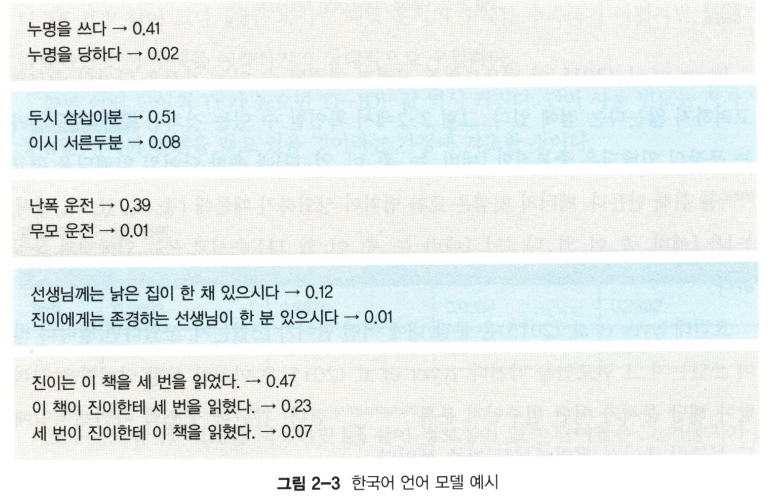 누명을 쓰다 → 0.41
누명을 당하다 → 0.02
두시 삼십이분 → 0.51
이시 서른두분 → 0.08
난폭 운전 → 0.39
무모 운전 → 0.01
선생님께는 낡은 집이 한 채 있으시다 → 0.12
진이에게는 존경하는 선생님이 한 분 있으시다 → 0.01
진이는 이 책을 세 번을 읽었다. → 0.47
이 책이 진이한테 세 번을 읽혔다. → 0.23
세 번이 진이한테 이 책을 읽혔다. → 0.07
그림 2-3 한국어 언어 모델 예시